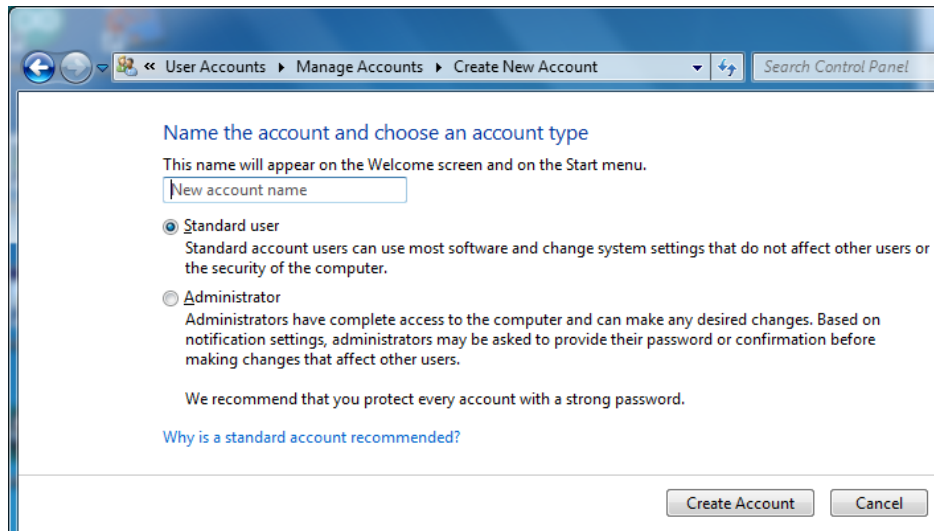 « User Accounts ▸ Manage Accounts ▸ Create New Account
Search Control Panel
Name the account and choose an account type
This name will appear on the Welcome screen and on the Start menu.
New account name
Standard user
Standard account users can use most software and change system settings that do not affect other users or
the security of the computer.
Administrator
Administrators have complete access to the computer and can make any desired changes. Based on
notification settings, administrators may be asked to provide their password or confirmation before
making changes that affect other users.
We recommend that you protect every account with a strong password.
Why is a standard account recommended?
Create Account
Cancel